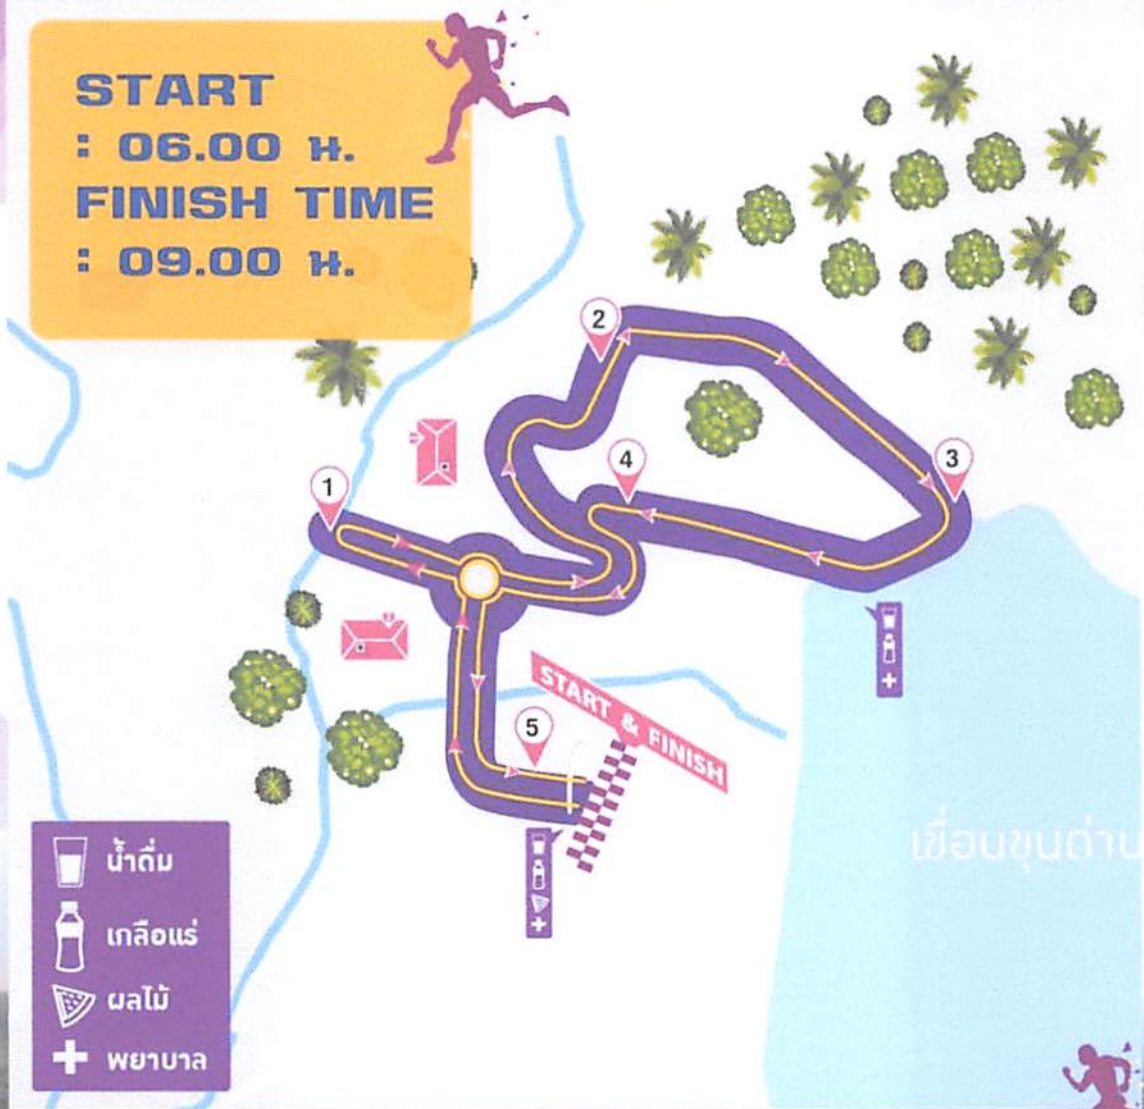 START
: 06.00 น.
FINISH TIME
: 09.00 น.
2
4
3
1
START & FINISH
5
เขื่อนขุนด่าน
น้ำดื่ม
เกลือแร่
ผลไม้
พยาบาล